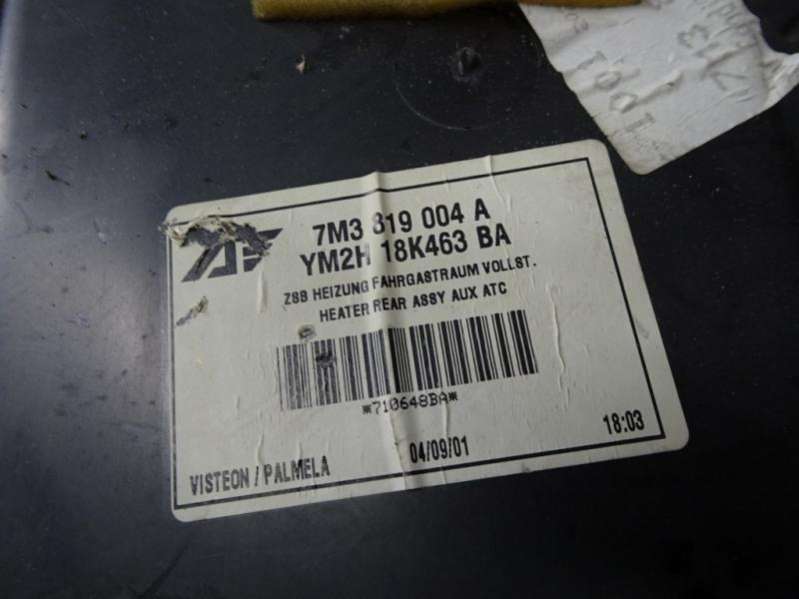 7M3 819 004 A
YM2H 18K463 BA
ZSB HEIZUNG FAHRGASTRAUM VOLLST.
HEATER REAR ASSY AUX ATC
*710648BA*
VISTEON / PALMELA 04/09/01 18:03